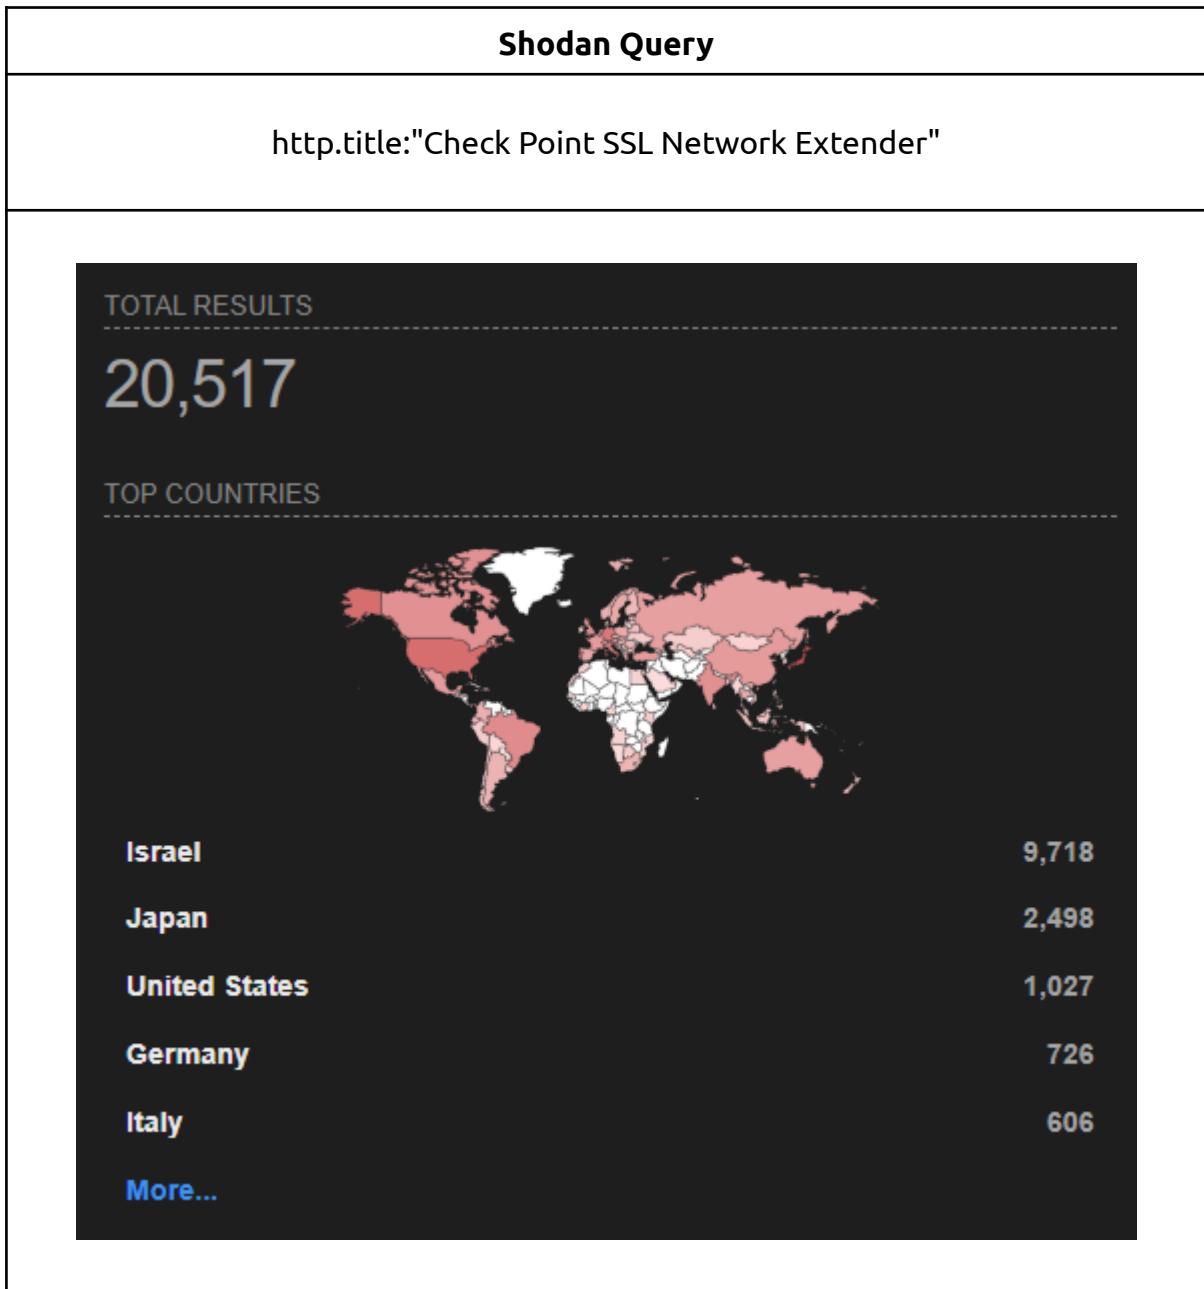 Shodan Query
http.title:"Check Point SSL Network Extender"
TOTAL RESULTS
20,517
TOP COUNTRIES
Israel 9,718
Japan 2,498
United States 1,027
Germany 726
Italy 606
More...